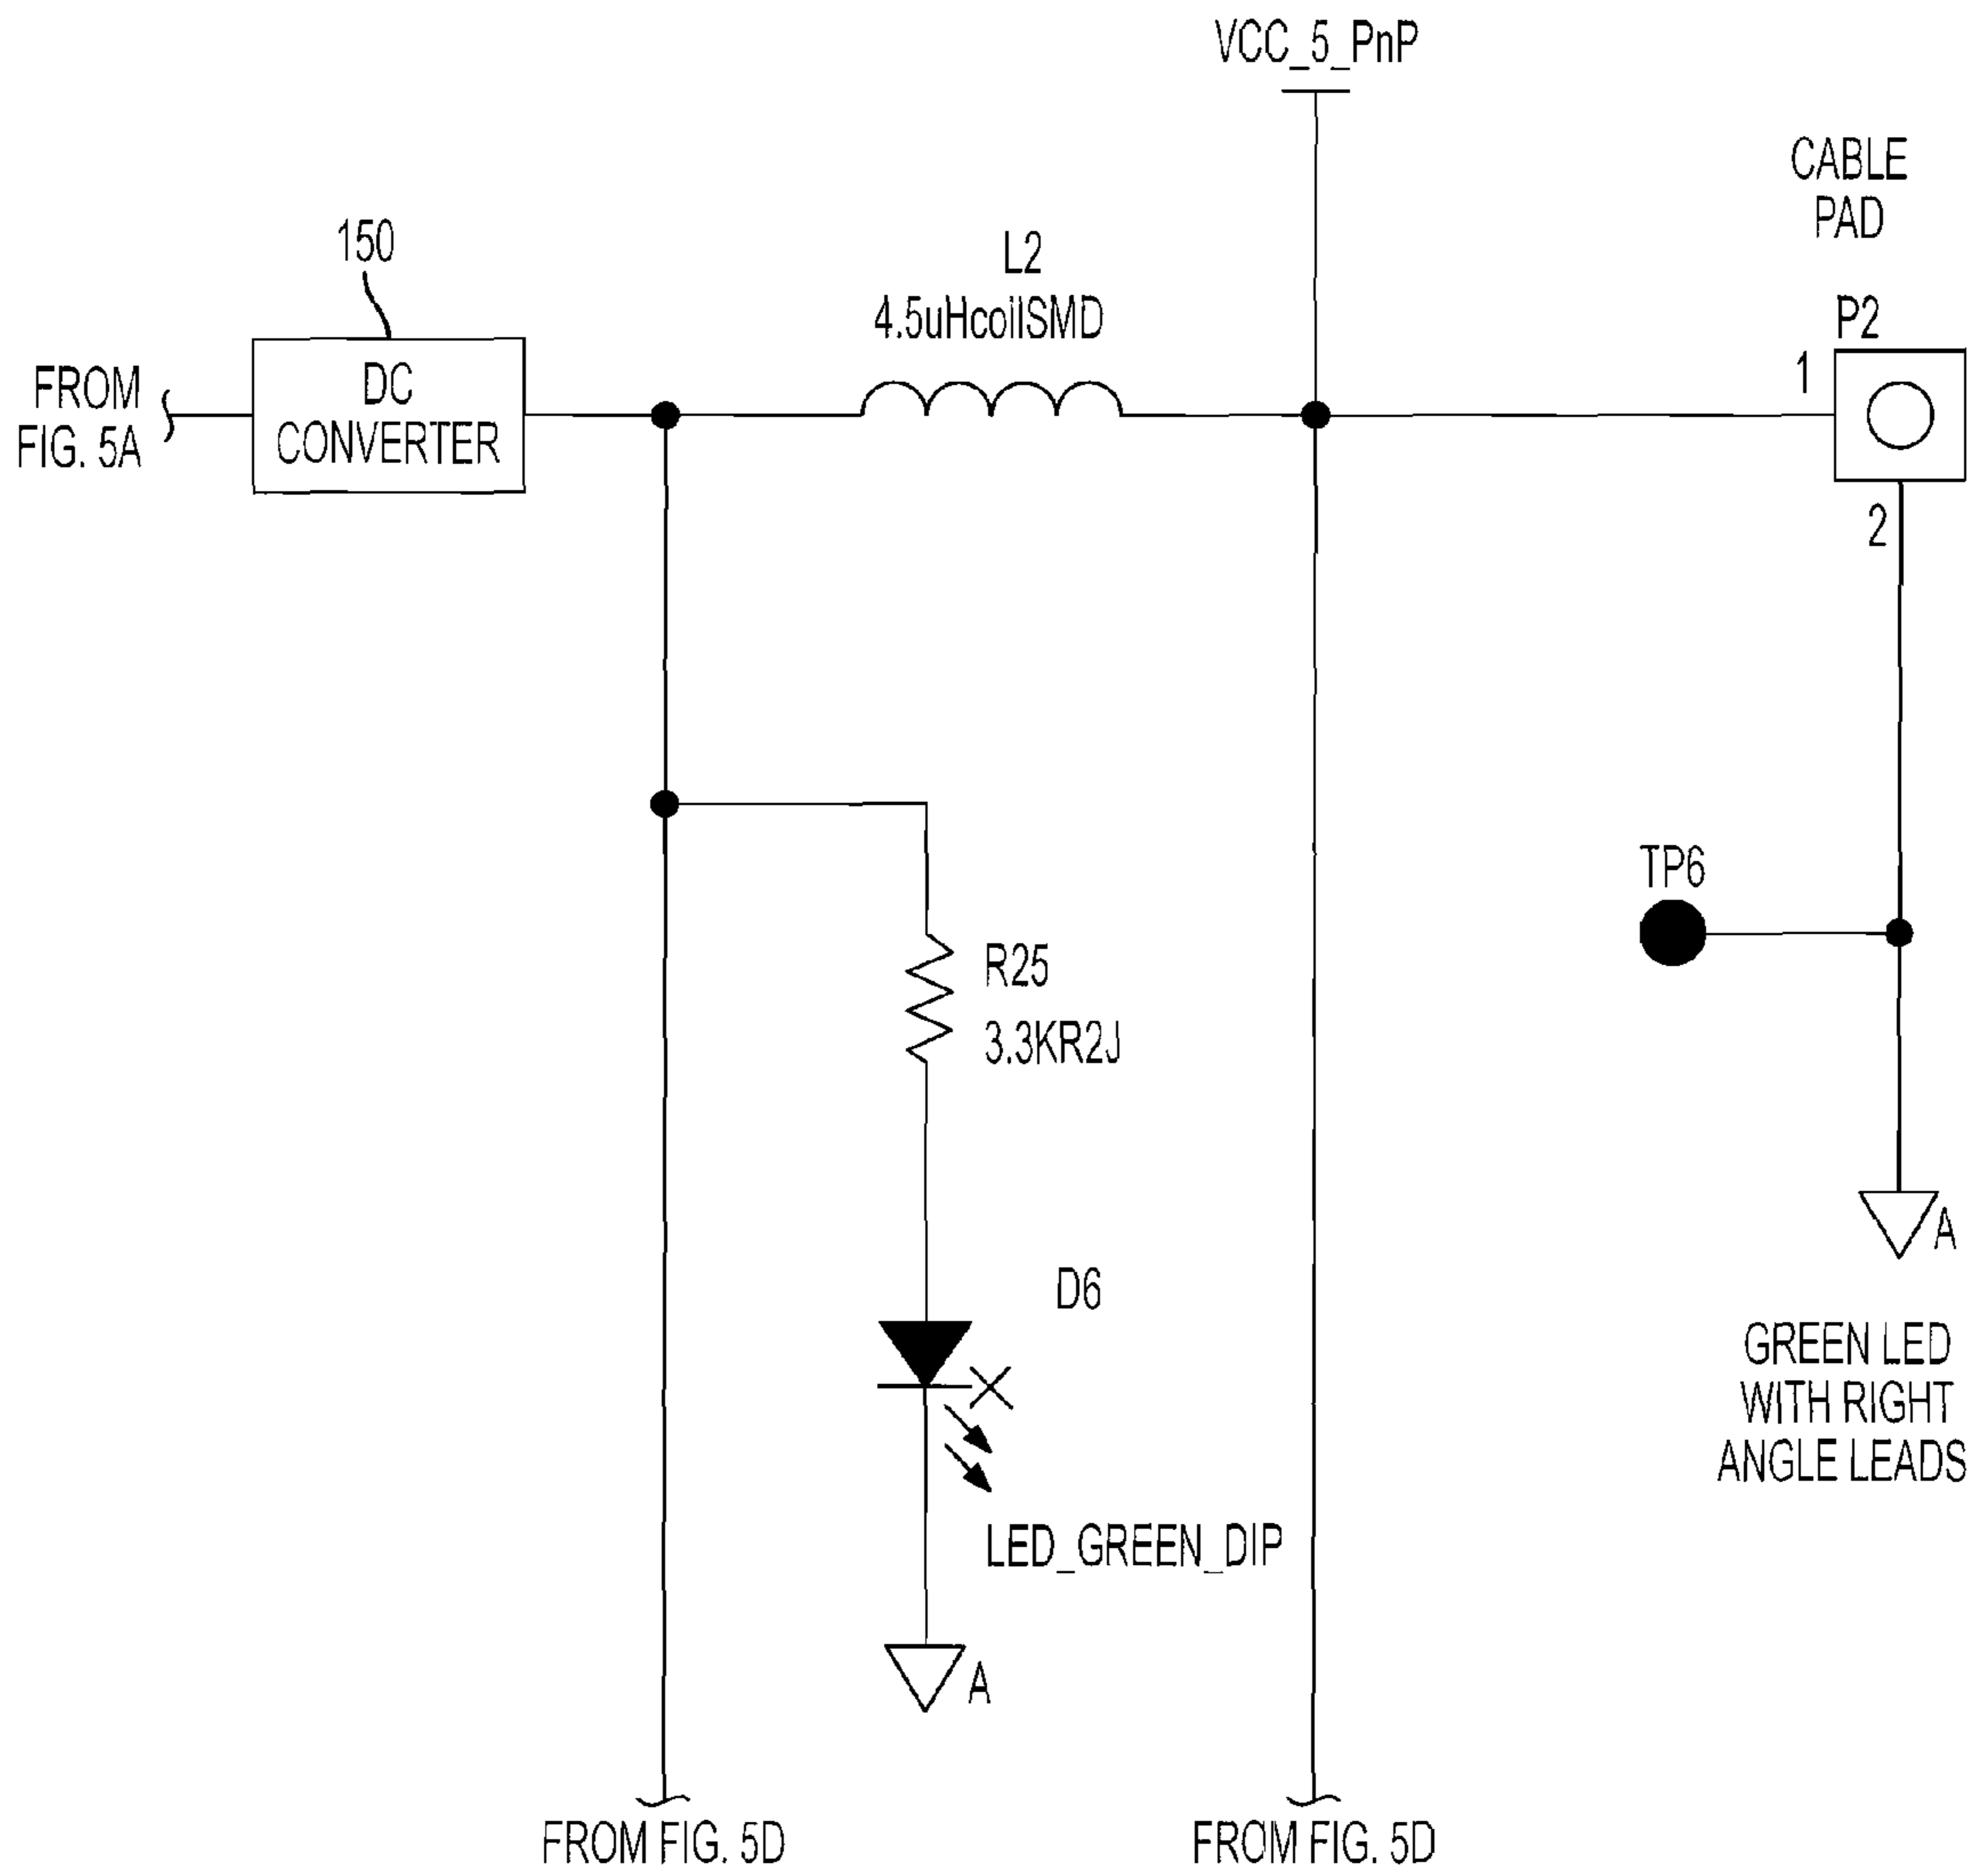 VCC_5_PnP
CABLE
PAD
150
L2
4.5uHcoilSMD
P2
1
FROM
FIG. 5A
DC
CONVERTER
2
TP6
R25
3.3KR2J
A
D6
GREEN LED
WITH RIGHT
ANGLE LEADS
LED_GREEN_DIP
A
FROM FIG. 5D
FROM FIG. 5D